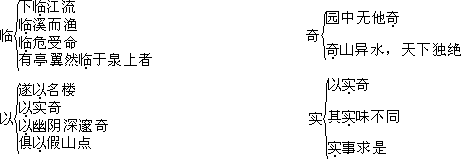 临
下临江流
临溪而渔
临危受命
有亭翼然临于泉上者
奇
园中无他奇
奇山异水，天下独绝
以
遂以名楼
以实奇
以幽阴深邃奇
俱以假山点
实
以实奇
其实味不同
实事求是